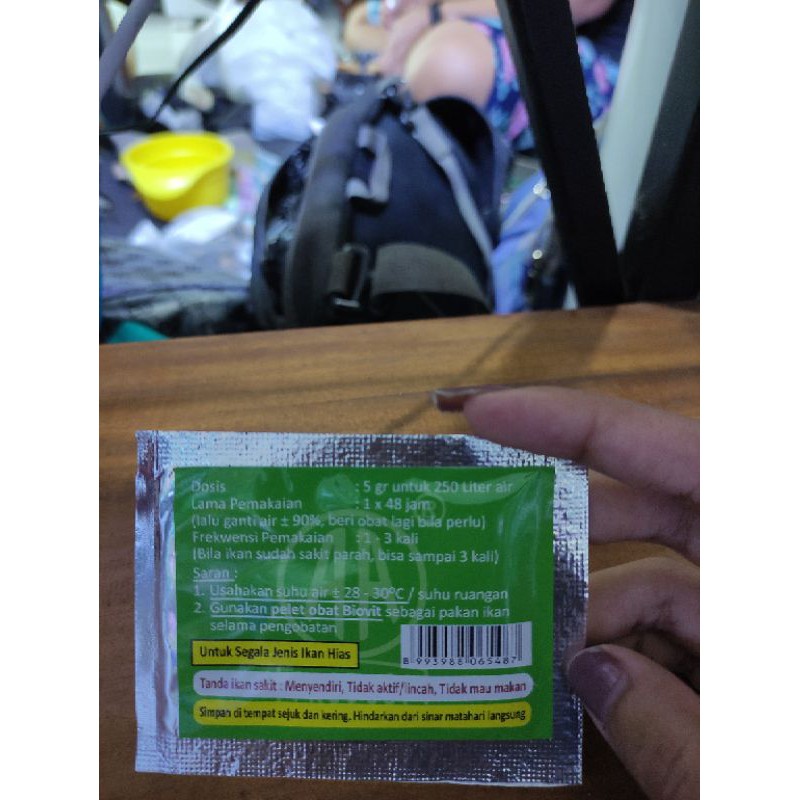 Dosis : 5 gr untuk 250 Liter air
Lama Pemakaian : 1 x 48 jam
(lalu ganti air ± 90%, beri obat lagi bila perlu)
Frekwensi Pemakaian : 1 - 3 kali
(Bila ikan sudah sakit parah, bisa sampai 3 kali)
Saran :
1. Usahakan suhu air ± 28 - 30°C / suhu ruangan
2. Gunakan pelet obat Biovit sebagai pakan ikan
selama pengobatan
8 993988 065487
Untuk Segala Jenis Ikan Hias
Tanda ikan sakit : Menyendiri, Tidak aktif/lincah, Tidak mau makan
Simpan di tempat sejuk dan kering. Hindarkan dari sinar matahari langsung